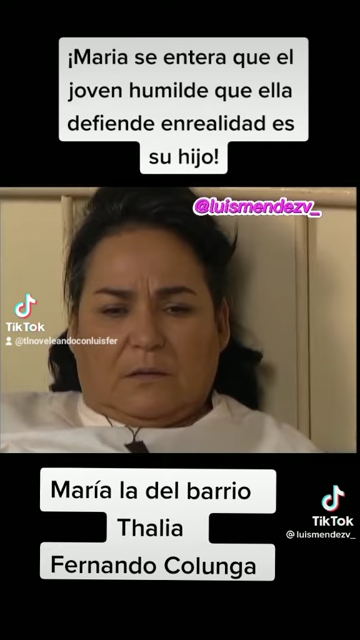 ¡Maria se entera que el
joven humilde que ella
defiende enrealidad es
su hijo!
@luismendezv_
TikTok
@tlnoveleandoconluisfer
María la del barrio
Thalia
Fernando Colunga
TikTok
@luismendezv_